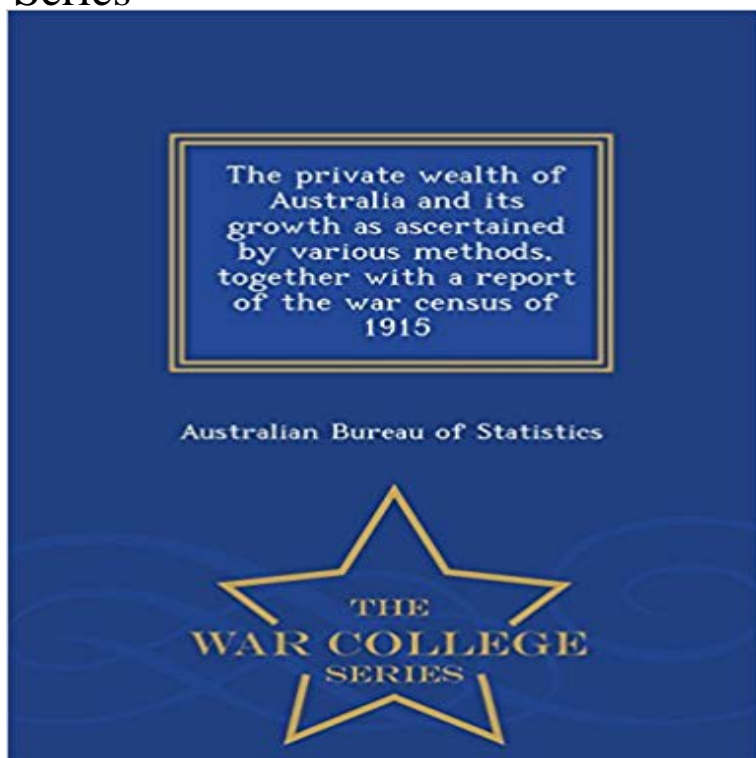 Series
The private wealth of
Australia and its
growth as ascertained
by various methods,
together with a report
of the war census of
1915
Australian Bureau of Statistics
THE
WAR COLLEGE
SERIES